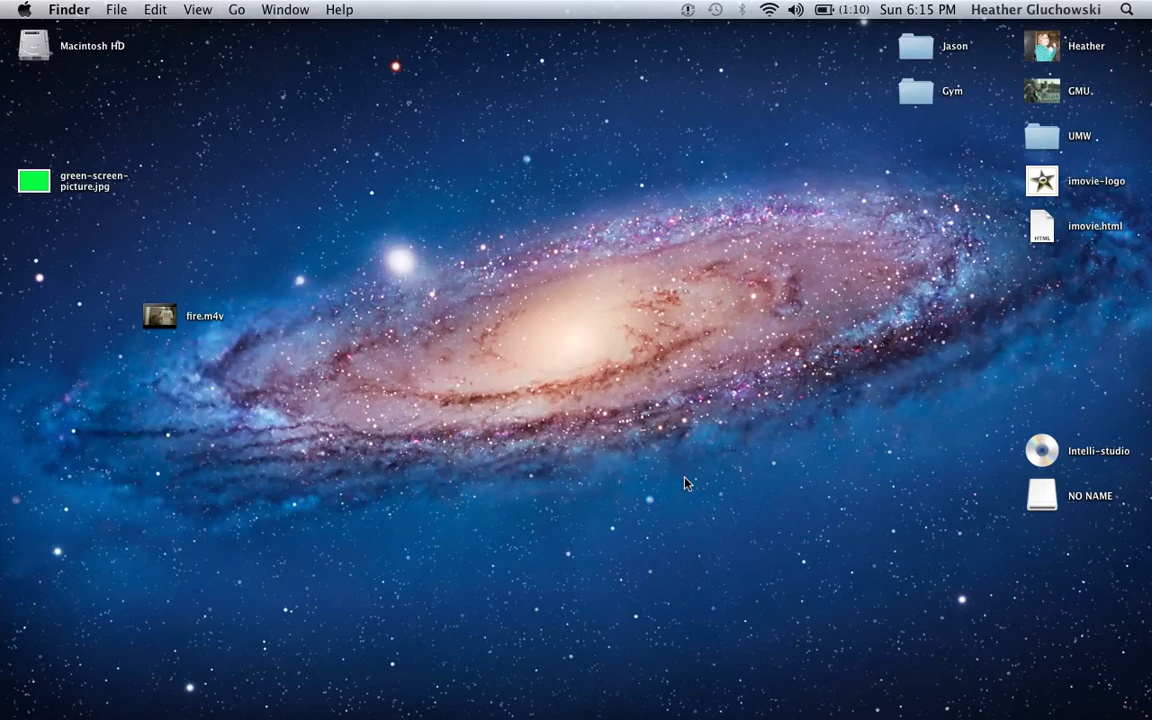 Finder File Edit View Go Window Help (1:10) Sun 6:15 PM Heather Gluchowski
Macintosh HD
Jason
Heather
Gym
GMU
UMW
green-screen-
picture.jpg
imovie-logo
imovie.html
HTML
fire.m4v
Intelli-studio
NO NAME